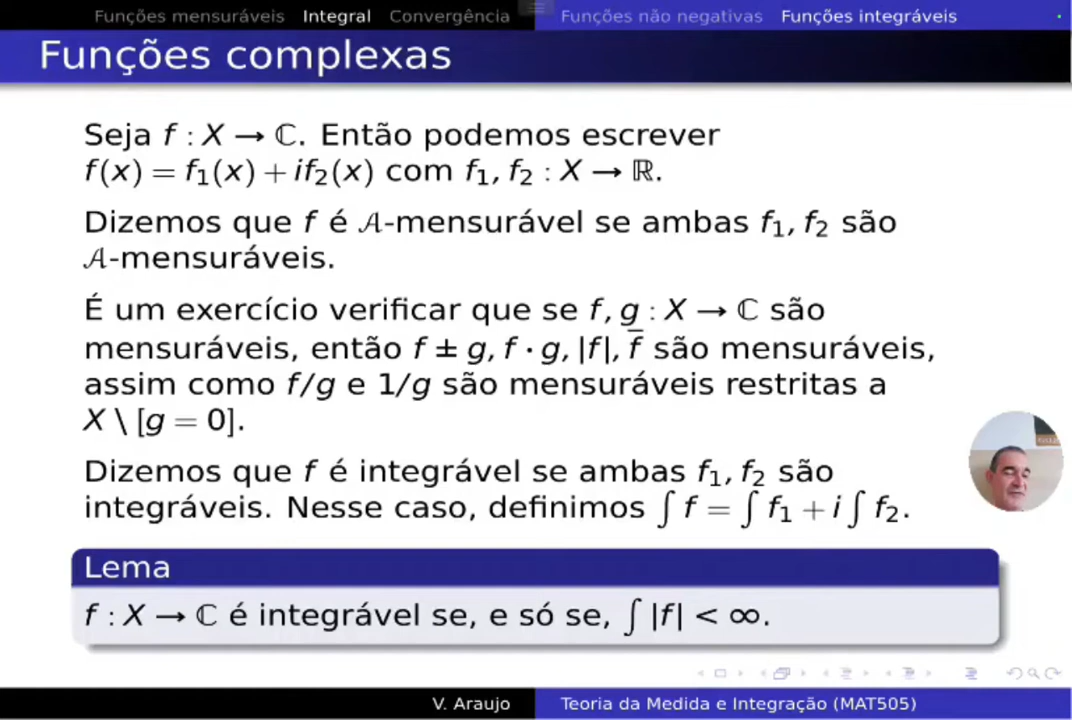 Funções mensuráveis Integral Convergência Funções não negativas Funções integráveis
Funções complexas
Seja f : X → ℂ. Então podemos escrever
f(x) = f₁(x) + if₂(x) com f₁, f₂ : X → ℝ.
Dizemos que f é 𝒜-mensurável se ambas f₁, f₂ são
𝒜-mensuráveis.
É um exercício verificar que se f, g : X → ℂ são
mensuráveis, então f ± g, f · g, |f|, f̅ são mensuráveis,
assim como f/g e 1/g são mensuráveis restritas a
X \ [g = 0].
Dizemos que f é integrável se ambas f₁, f₂ são
integráveis. Nesse caso, definimos ∫ f = ∫ f₁ + i ∫ f₂.
Lema
f : X → ℂ é integrável se, e só se, ∫ |f| < ∞.
V. Araujo Teoria da Medida e Integração (MAT505)